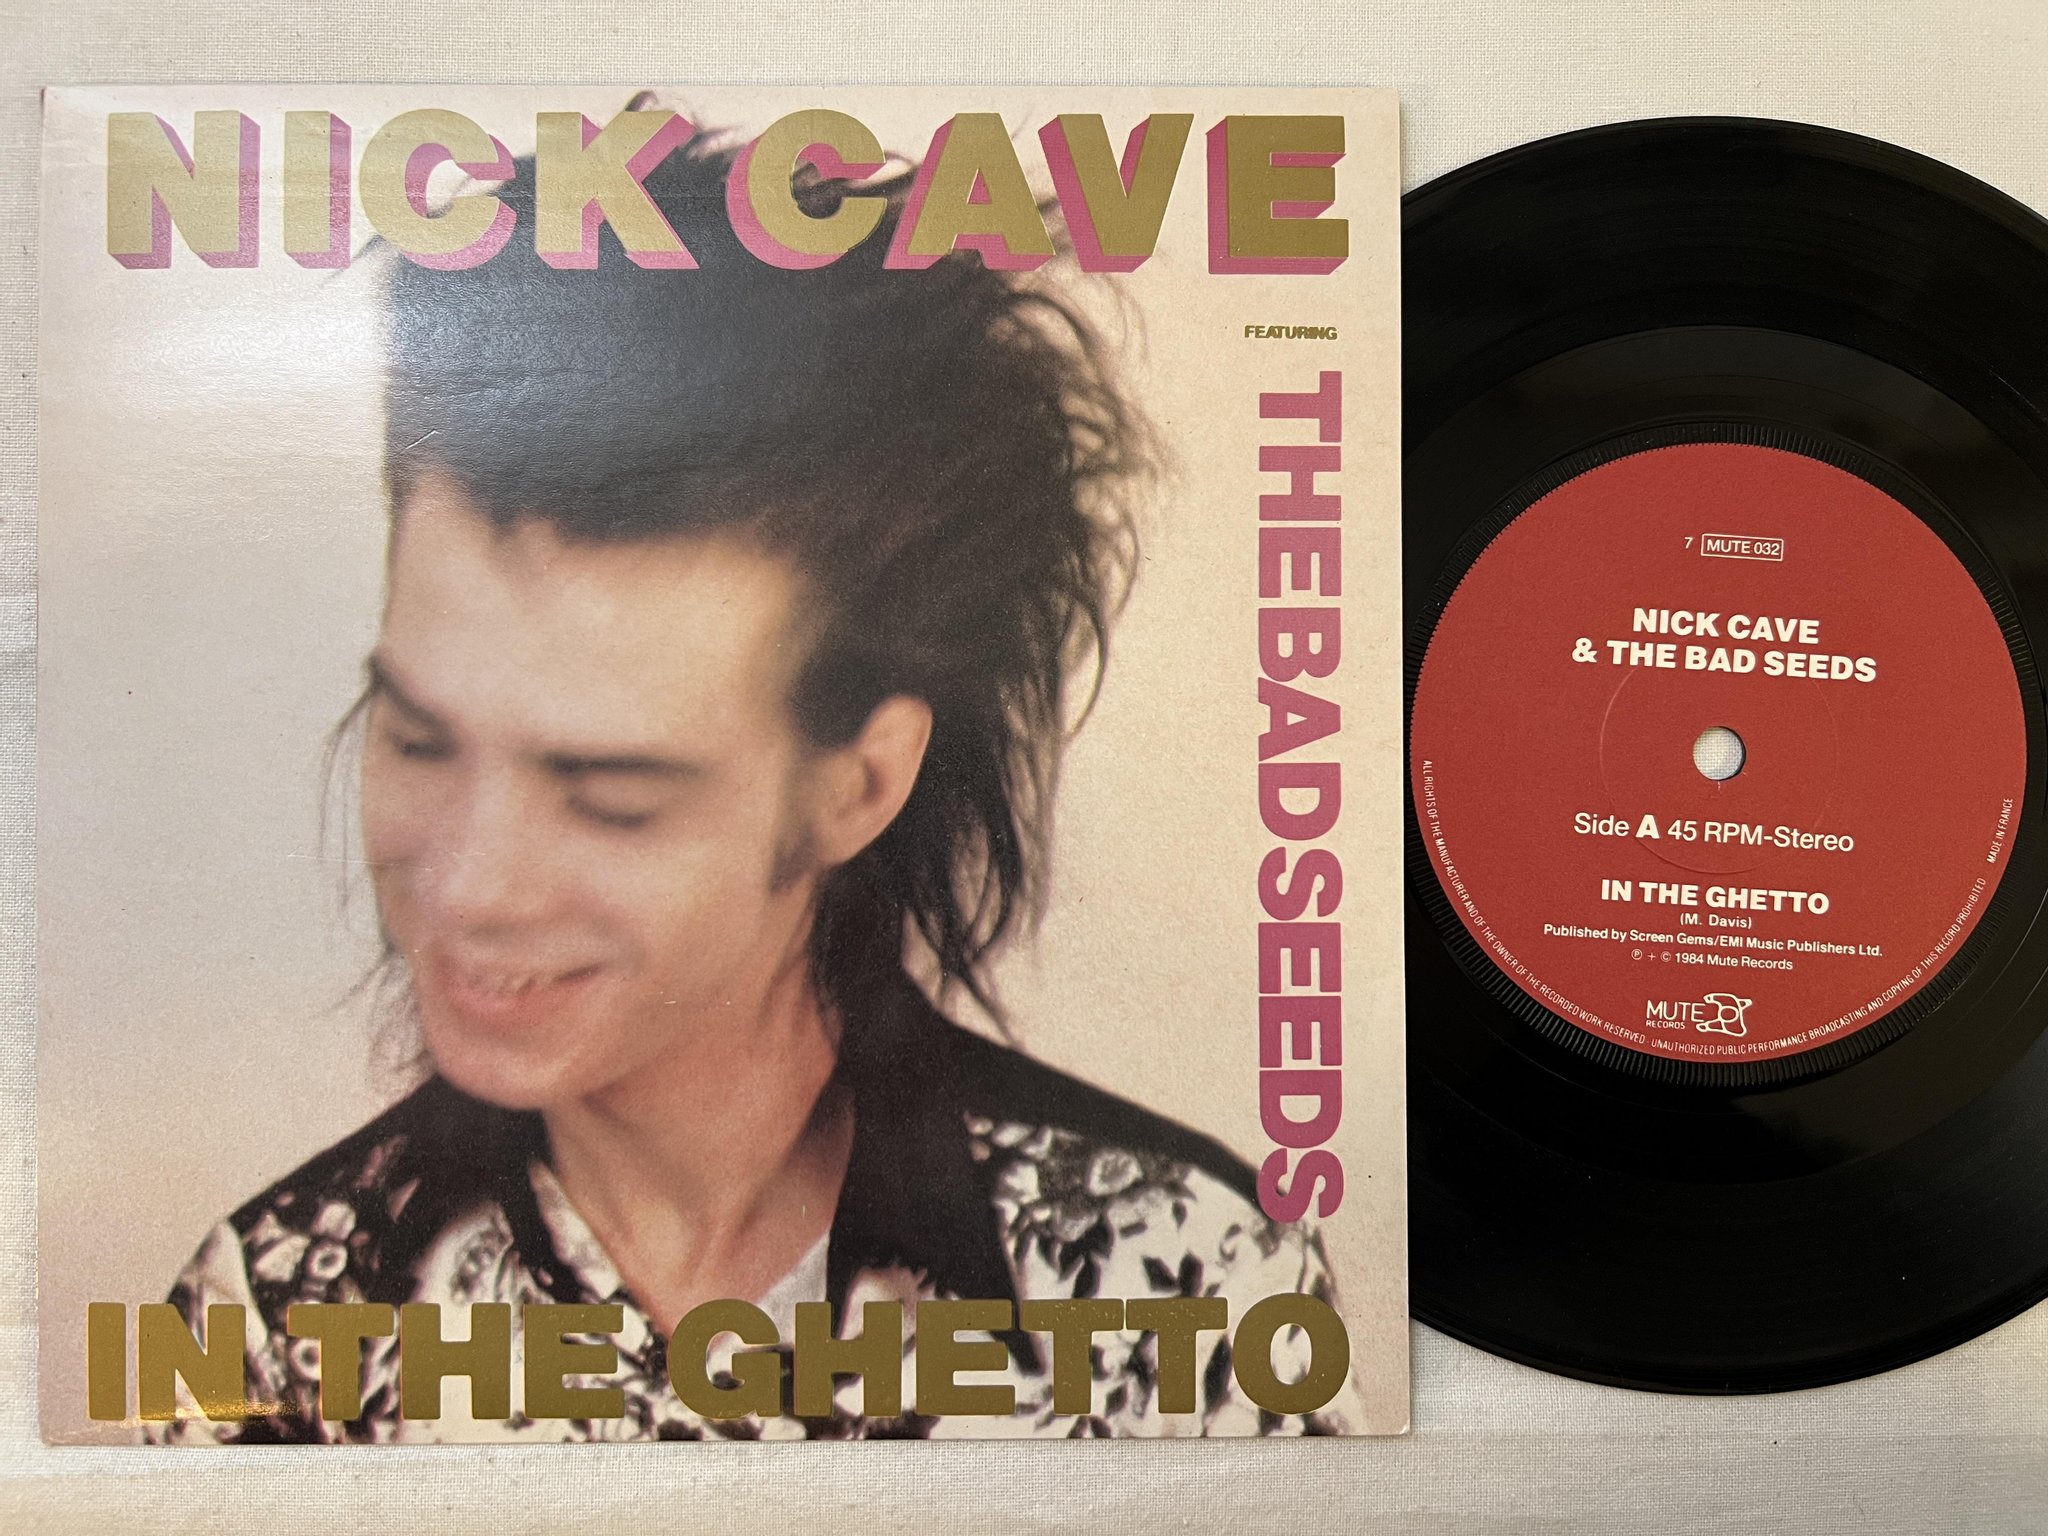 NICK CAVE
FEATURING
THE BAD SEEDS
IN THE GHETTO
7 MUTE 032
NICK CAVE
& THE BAD SEEDS
Side A 45 RPM-Stereo
IN THE GHETTO
(M. Davis)
Published by Screen Gems/EMI Music Publishers Ltd.
℗ + © 1984 Mute Records
MUTE
RECORDS
ALL RIGHTS OF THE MANUFACTURER AND OF THE OWNER OF THE RECORDED WORK RESERVED - UNAUTHORIZED PUBLIC PERFORMANCE BROADCASTING AND COPYING OF THIS RECORD PROHIBITED MADE IN FRANCE